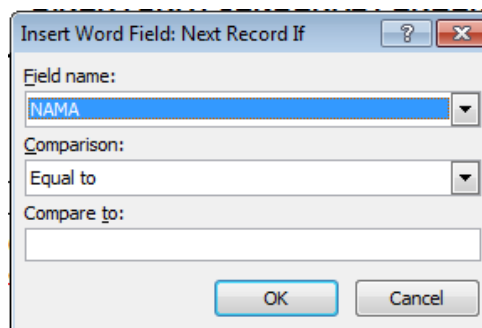 Insert Word Field: Next Record If
Field name:
NAMA
Comparison:
Equal to
Compare to:
OK Cancel